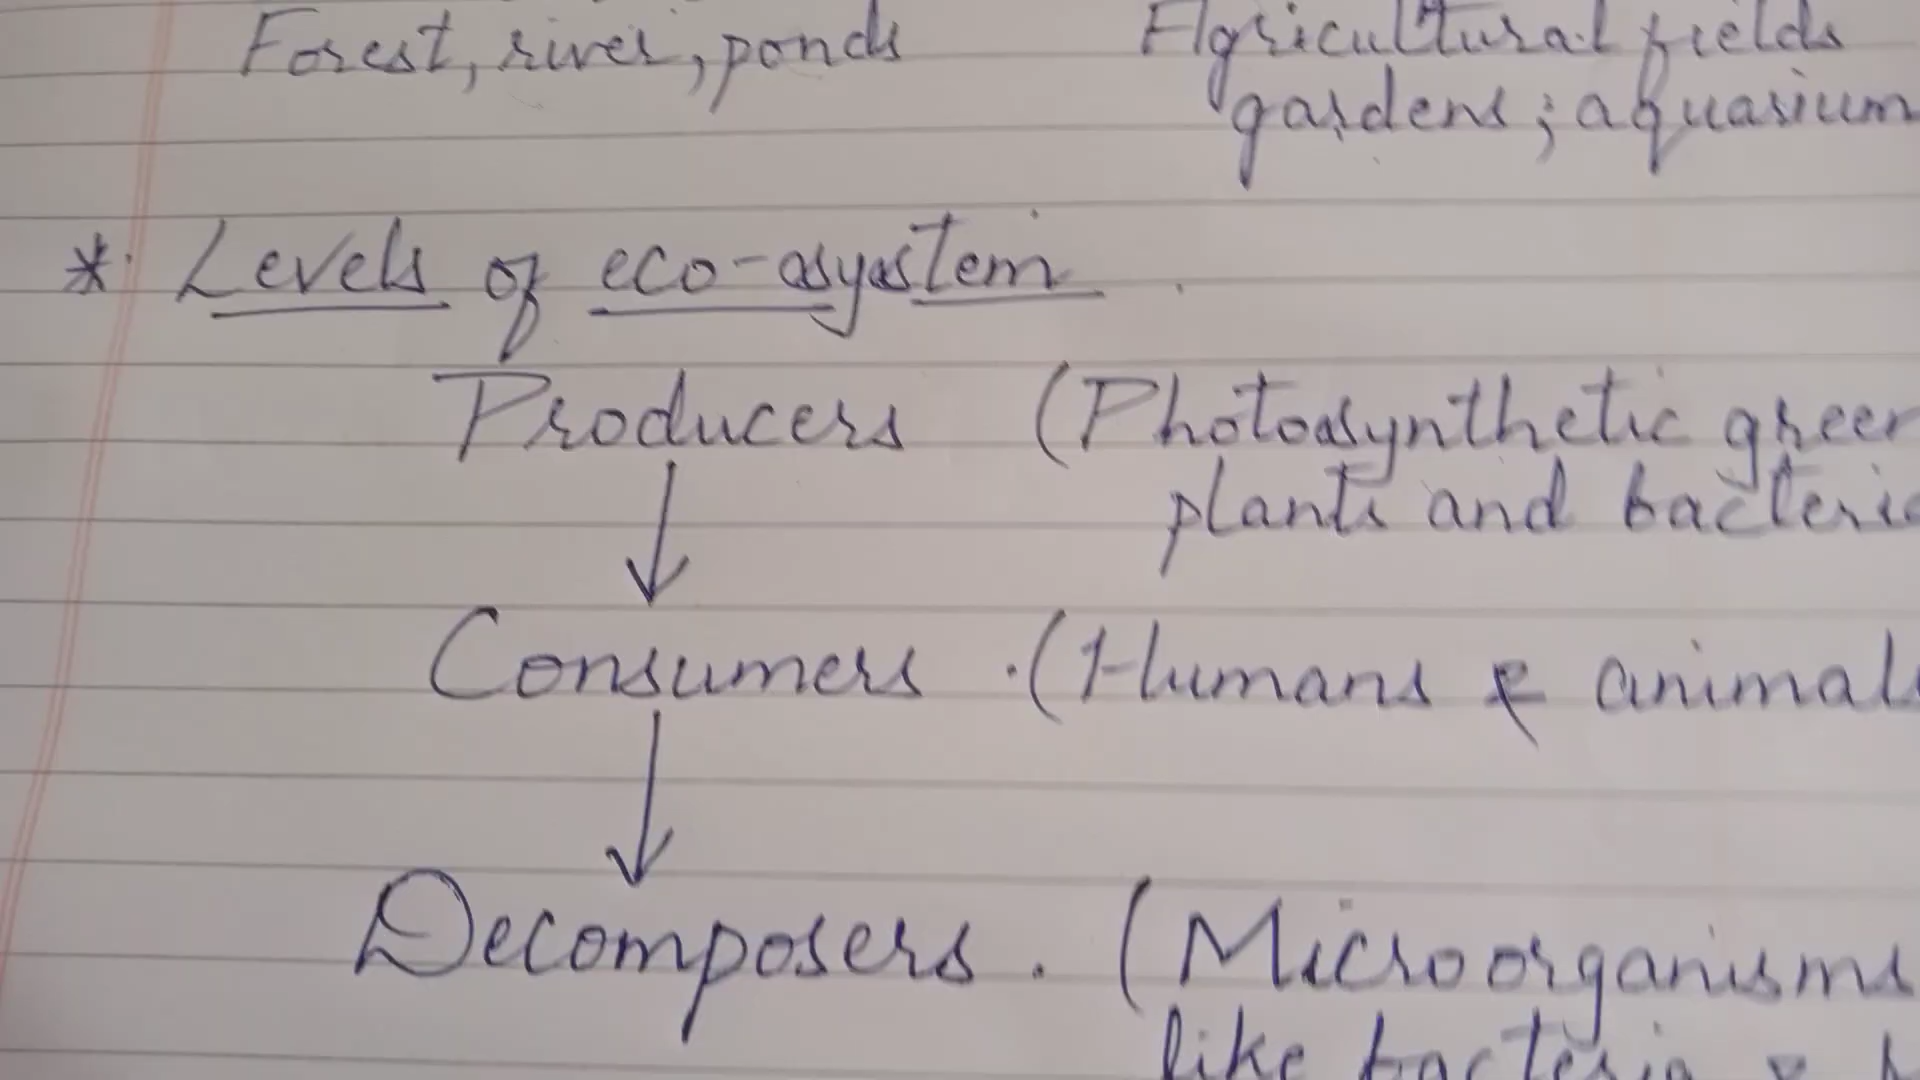 Forest, river, ponds
Agricultural fields
gardens; aquarium
* Levels of eco-system
Producers (Photosynthetic green
plants and bacteria
Consumers (Humans & animals
Decomposers. (Microorganisms
like bacteria &